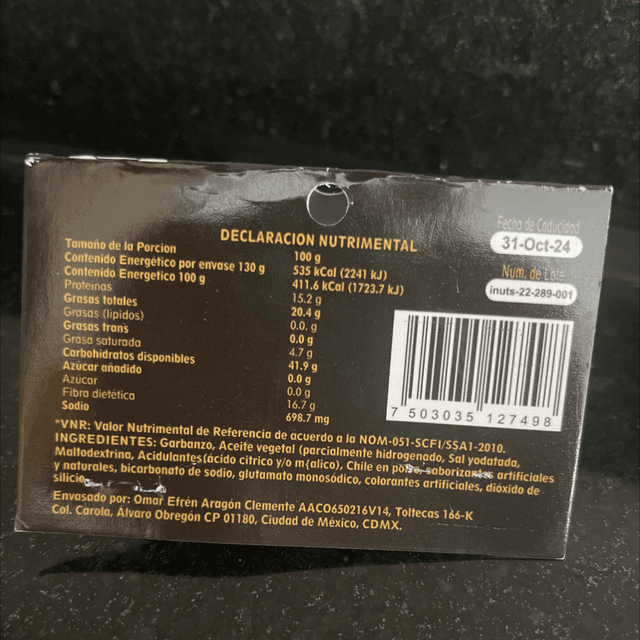 DECLARACION NUTRIMENTAL
Fecha de Caducidad
31-Oct-24
Num. de Lote
inuts-22-289-001
Tamaño de la Porcion 100 g
Contenido Energético por envase 130 g 535 kCal (2241 kJ)
Contenido Energetico 100 g 411.6 kCal (1723.7 kJ)
Proteinas 15.2 g
Grasas totales 20.4 g
Grasas (lipidos) 0.0. g
Grasas trans 0.0 g
Grasa saturada 4.7 g
Carbohidratos disponibles 41.9 g
Azúcar añadido 0.0 g
Azúcar 0.0 g
Fibra dietética 16.7 g
Sodio 698.7 mg
7 503035 127498
*VNR: Valor Nutrimental de Referencia de acuerdo a la NOM-051-SCFI/SSA1-2010.
INGREDIENTES: Garbanzo, Aceite vegetal (parcialmente hidrogenado, Sal yodatada,
Maltodextrina, Acidulantes(ácido cítrico y/o m{alico), Chile en polvo, saborizantes artificiales
y naturales, bicarbonato de sodio, glutamato monosódico, colorantes artificiales, dióxido de
silicio
Envasado por: Omar Efrén Aragón Clemente AACO650216V14, Toltecas 166-K
Col. Carola, Álvaro Obregón CP 01180, Ciudad de México, CDMX.